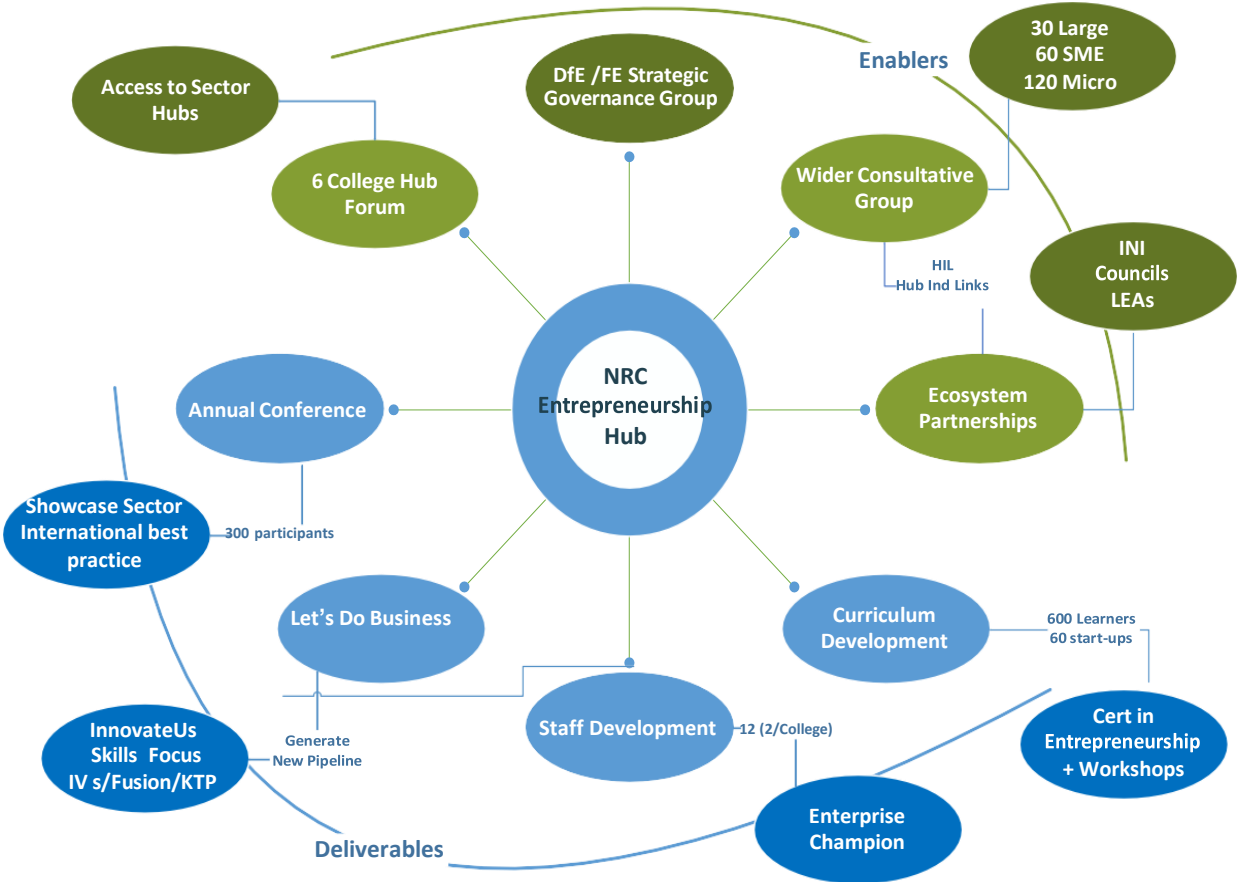 Enablers
30 Large
60 SME
120 Micro
DfE /FE Strategic
Governance Group
Access to Sector
Hubs
6 College Hub
Forum
Wider Consultative
Group
HIL
Hub Ind Links
INI
Councils
LEAs
NRC
Entrepreneurship
Hub
Ecosystem
Partnerships
Annual Conference
Showcase Sector
International best
practice
300 participants
Let’s Do Business
Curriculum
Development
600 Learners
60 start-ups
Staff Development
12 (2/College)
InnovateUs
Skills Focus
IV s/Fusion/KTP
Generate
New Pipeline
Cert in
Entrepreneurship
+ Workshops
Enterprise
Champion
Deliverables